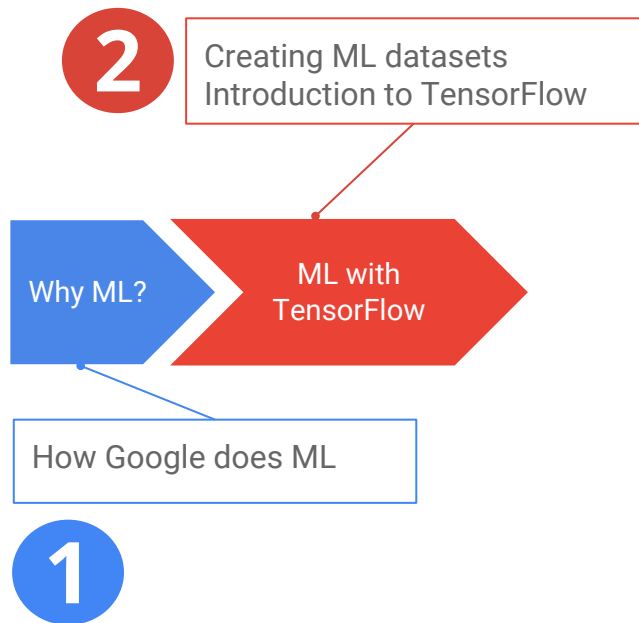 2
Creating ML datasets
Introduction to TensorFlow
Why ML?
ML with
TensorFlow
How Google does ML
1